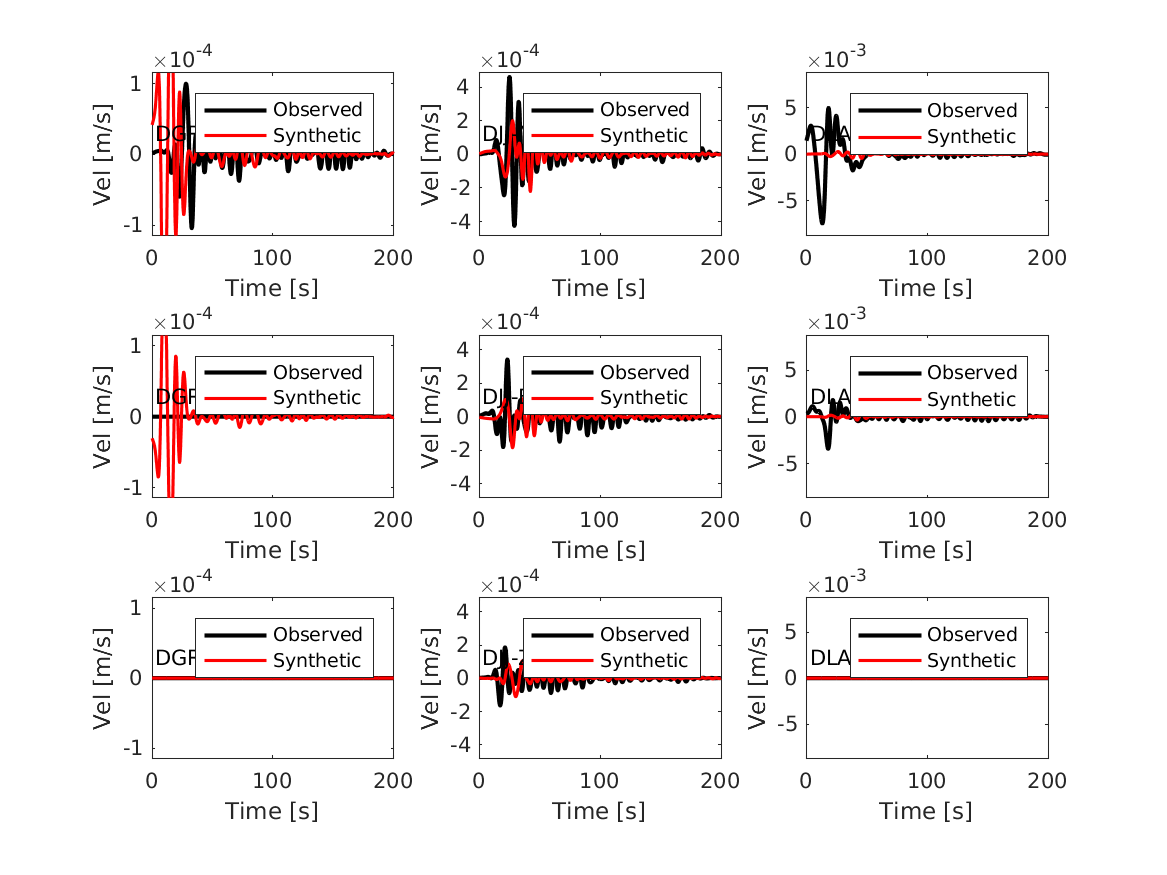 ×10-4
Vel [m/s]
1
0
-1
DGF
Observed
Synthetic
0 100 200
Time [s]
×10-4
Vel [m/s]
4
2
0
-2
-4
Observed
Synthetic
0 100 200
Time [s]
×10-3
Vel [m/s]
5
0
-5
Observed
Synthetic
0 100 200
Time [s]
×10-4
Vel [m/s]
1
0
-1
DGF
Observed
Synthetic
0 100 200
Time [s]
×10-4
Vel [m/s]
4
2
0
-2
-4
Observed
Synthetic
0 100 200
Time [s]
×10-3
Vel [m/s]
5
0
-5
DLA
Observed
Synthetic
0 100 200
Time [s]
×10-4
Vel [m/s]
1
0
-1
DGF
Observed
Synthetic
0 100 200
Time [s]
×10-4
Vel [m/s]
4
2
0
-2
-4
Observed
Synthetic
0 100 200
Time [s]
×10-3
Vel [m/s]
5
0
-5
DLA
Observed
Synthetic
0 100 200
Time [s]